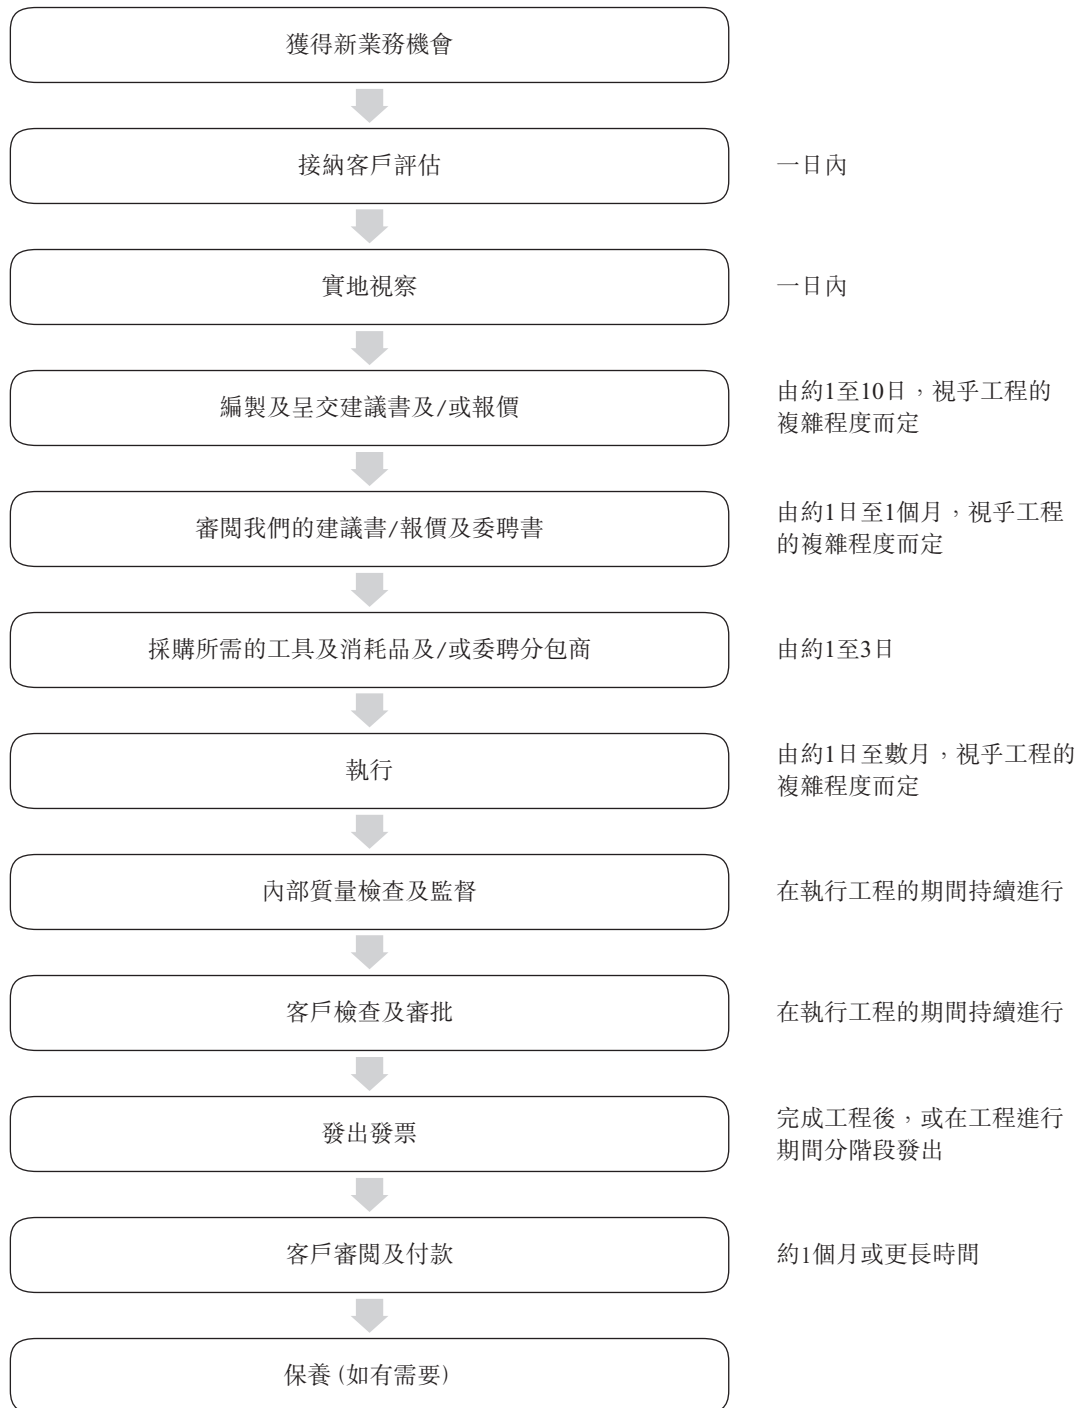 獲得新業務機會
接納客戶評估
一日內
實地視察
一日內
編製及呈交建議書及/或報價
由約1至10日，視乎工程的
複雜程度而定
審閱我們的建議書/報價及委聘書
由約1日至1個月，視乎工程
的複雜程度而定
採購所需的工具及消耗品及/或委聘分包商
由約1至3日
執行
由約1日至數月，視乎工程的
複雜程度而定
內部質量檢查及監督
在執行工程的期間持續進行
客戶檢查及審批
在執行工程的期間持續進行
發出發票
完成工程後，或在工程進行
期間分階段發出
客戶審閱及付款
約1個月或更長時間
保養 (如有需要)